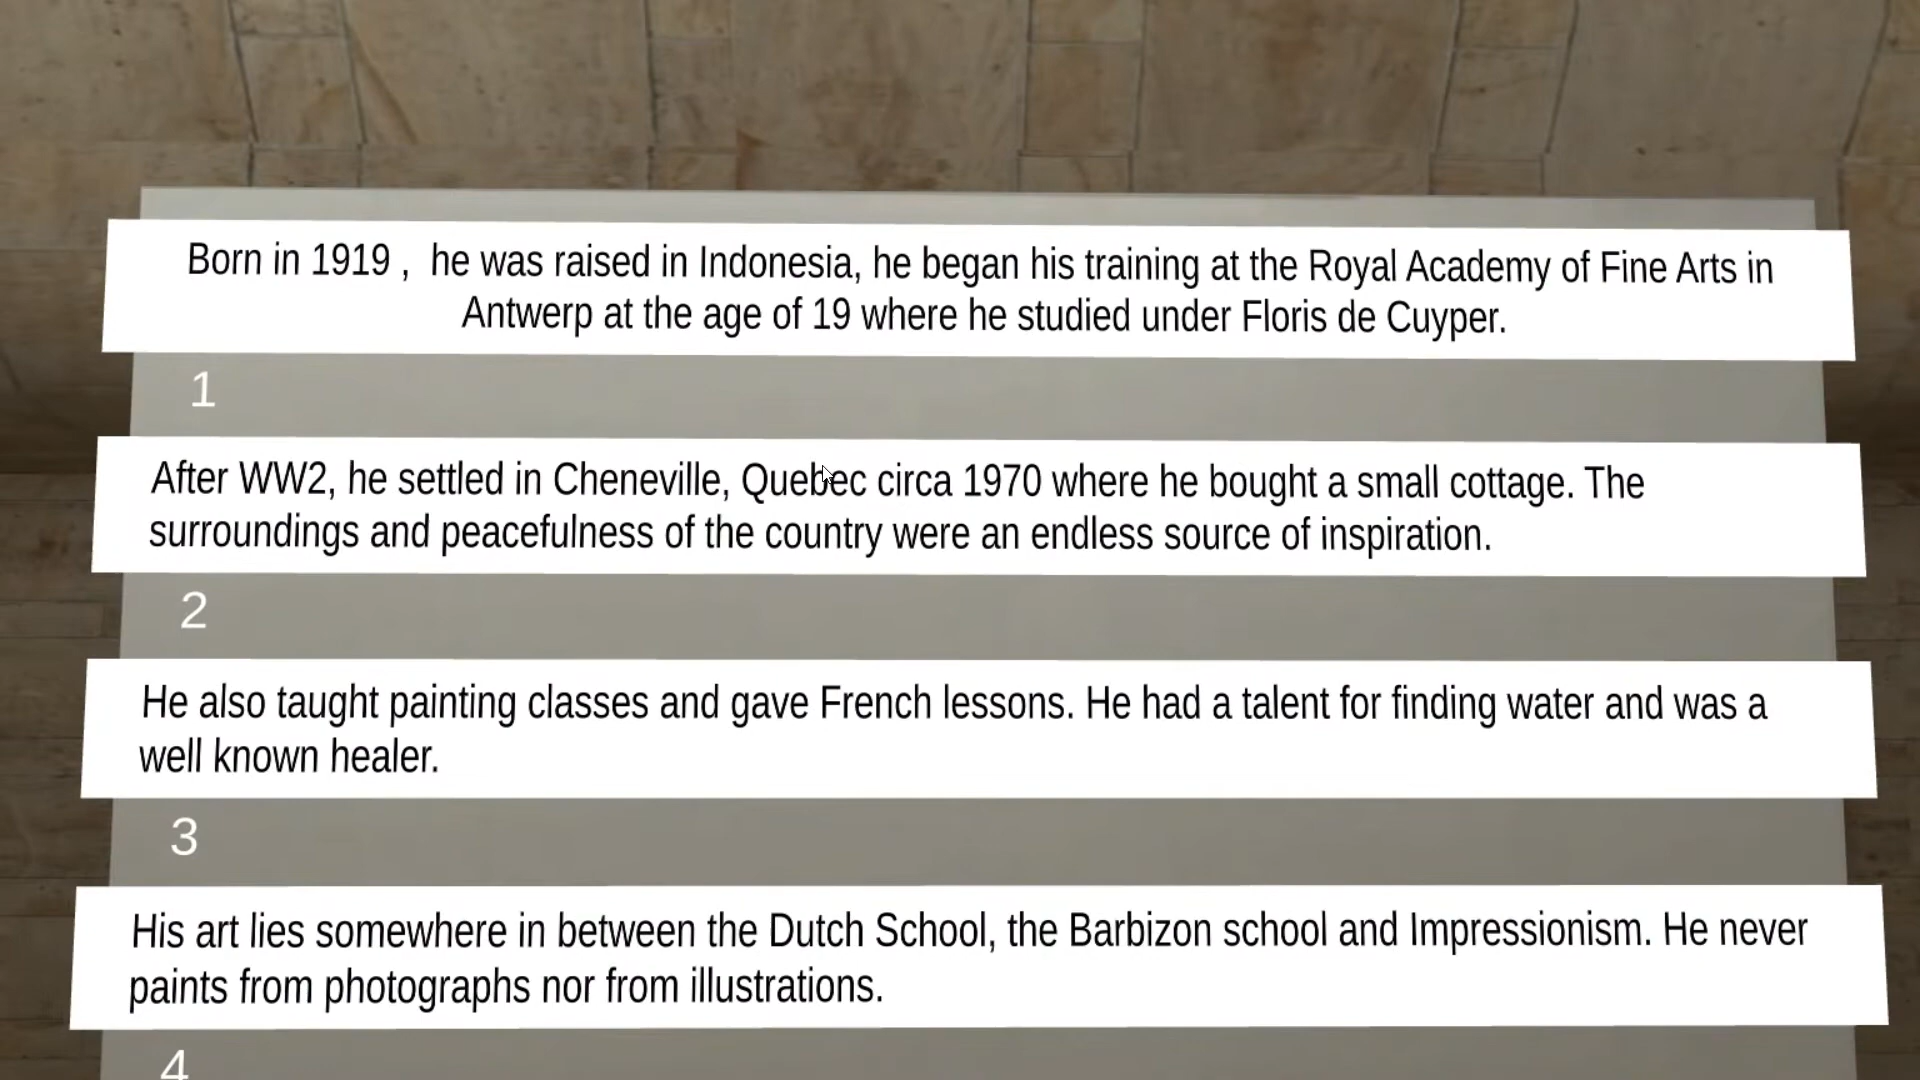 Born in 1919 ,  he was raised in Indonesia, he began his training at the Royal Academy of Fine Arts in
Antwerp at the age of 19 where he studied under Floris de Cuyper.
1
After WW2, he settled in Cheneville, Quebec circa 1970 where he bought a small cottage. The
surroundings and peacefulness of the country were an endless source of inspiration.
2
He also taught painting classes and gave French lessons. He had a talent for finding water and was a
well known healer.
3
His art lies somewhere in between the Dutch School, the Barbizon school and Impressionism. He never
paints from photographs nor from illustrations.
4